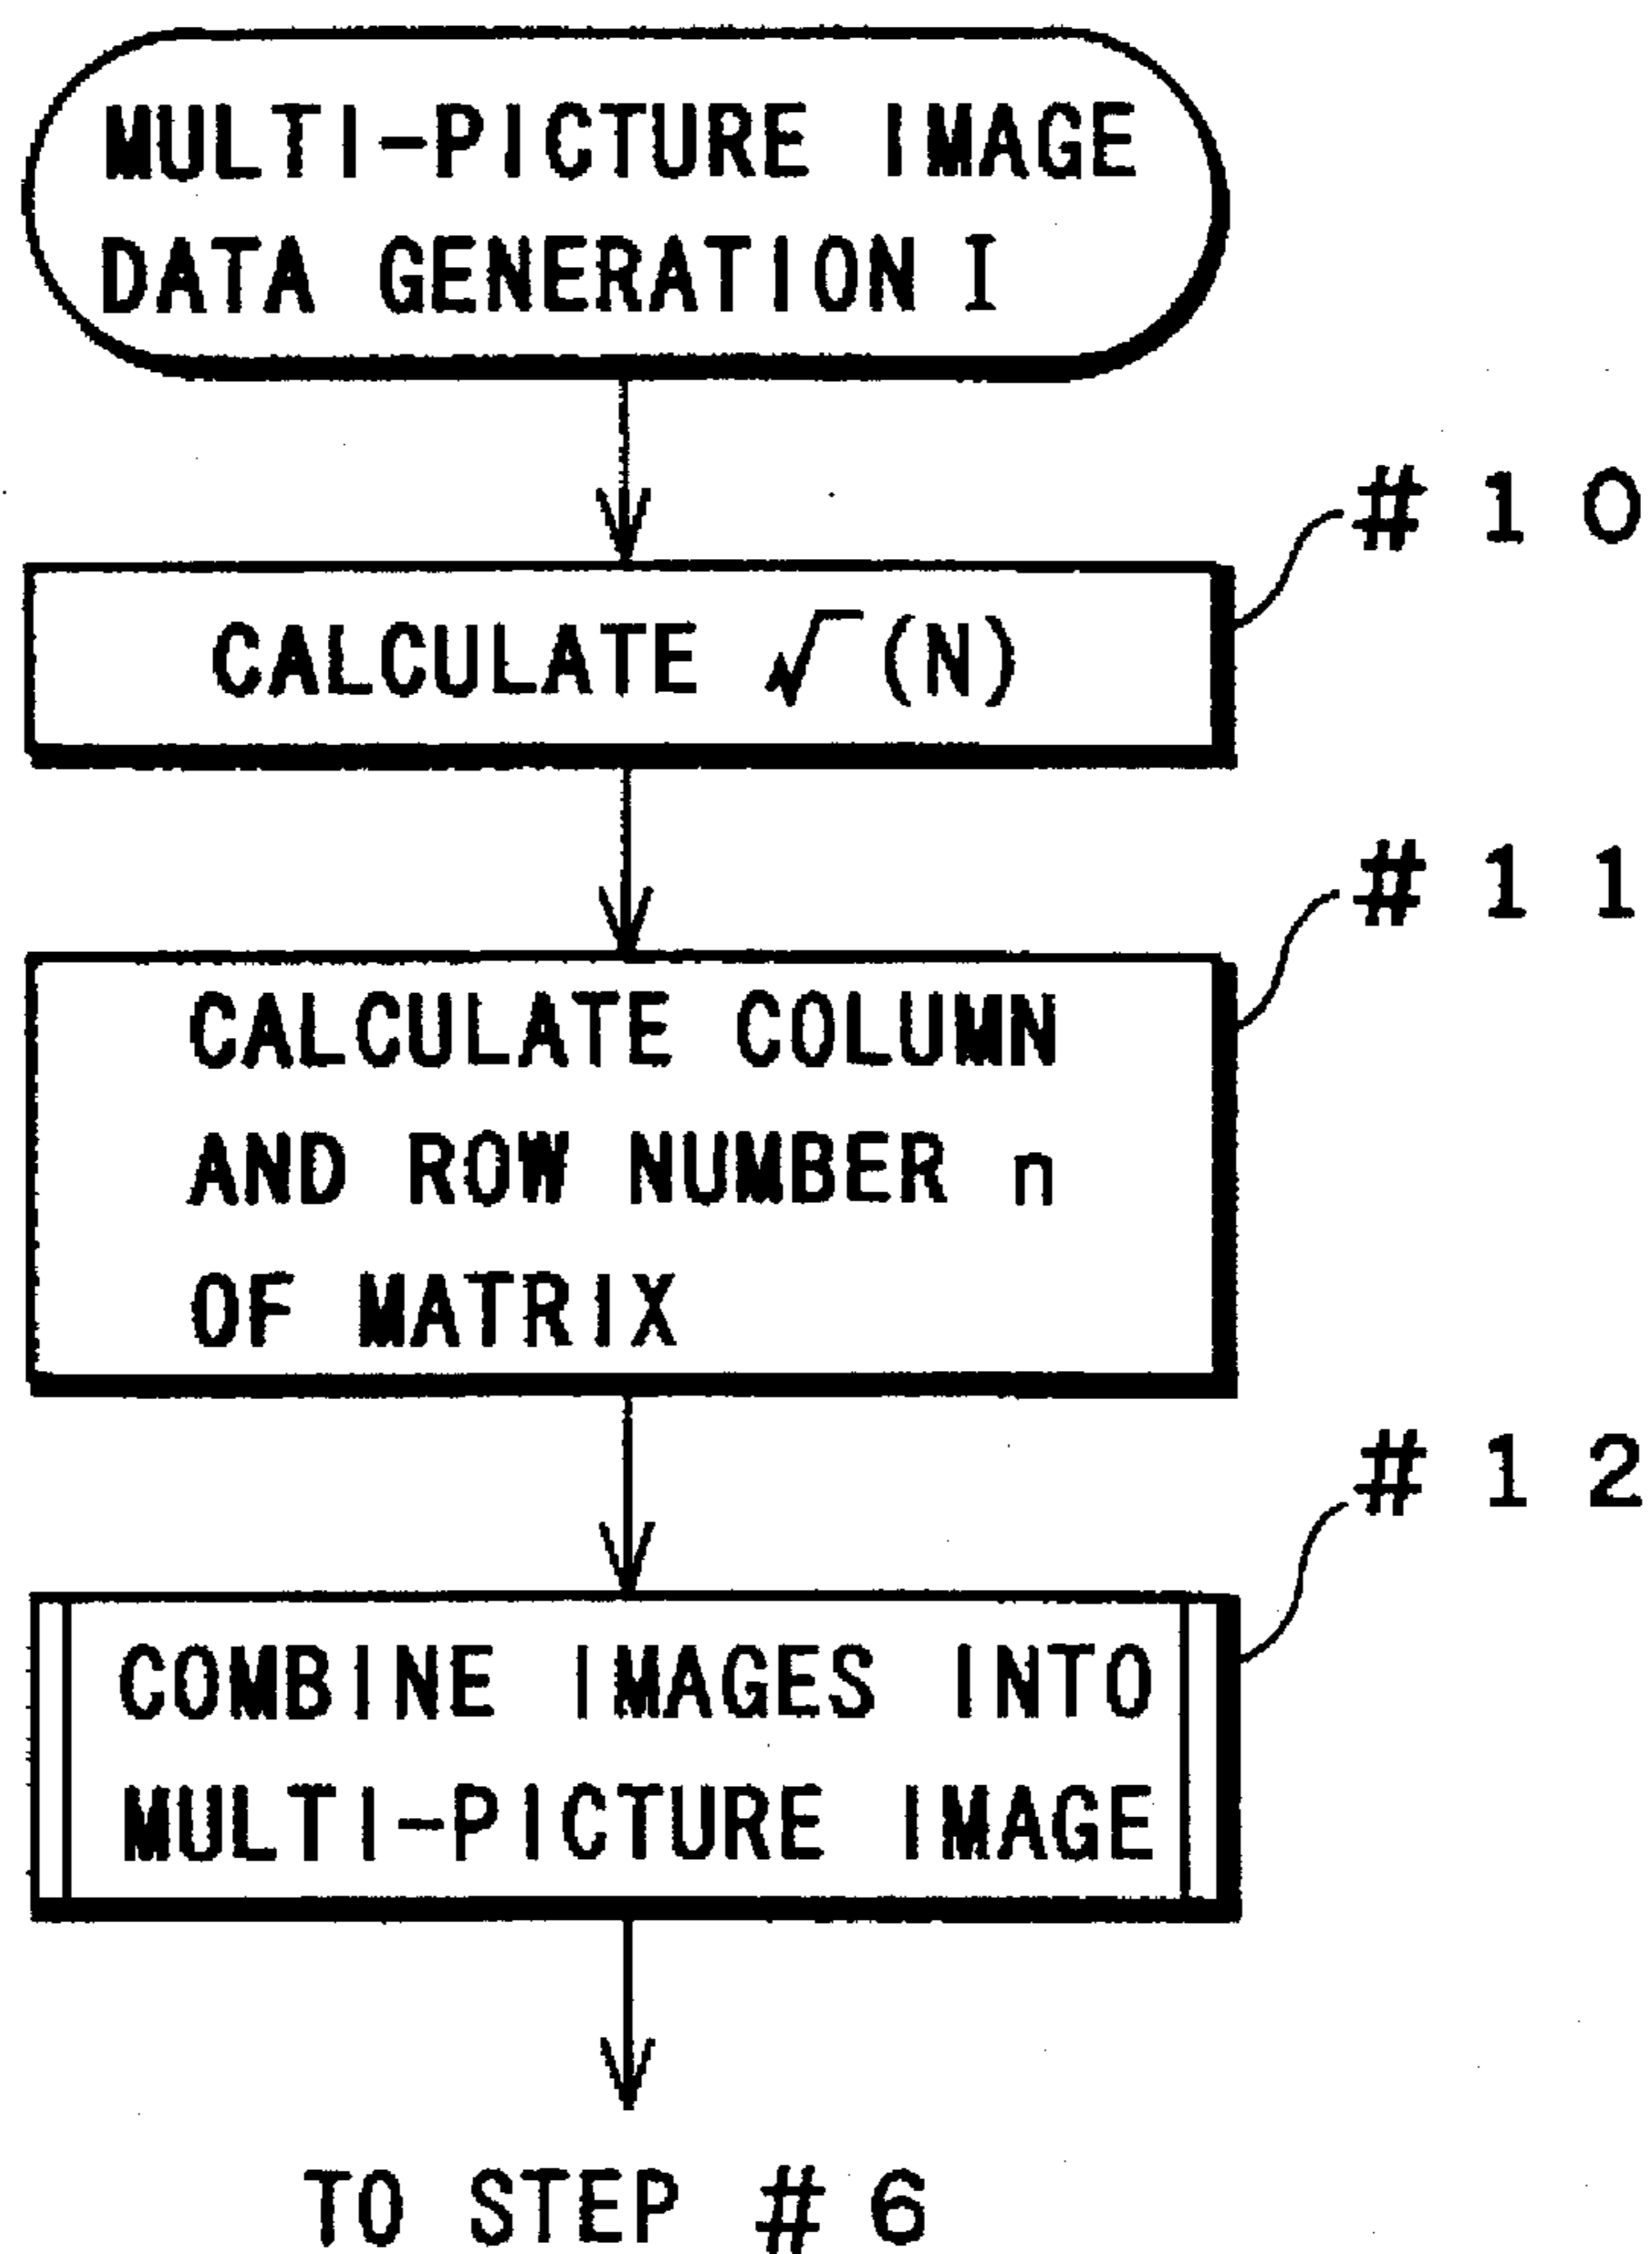 MULTI-PICTURE IMAGE
DATA GENERATION I
#10
CALCULATE √(N)
#11
CALCULATE COLUMN
AND ROW NUMBER n
OF MATRIX
#12
COMBINE IMAGES INTO
MULTI-PICTURE IMAGE
TO STEP #6